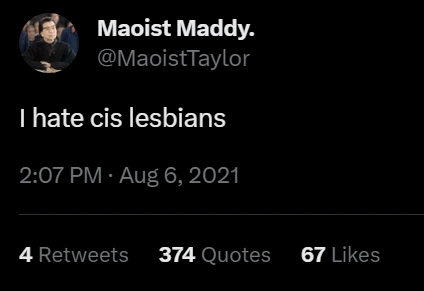 Maoist Maddy.
@MaoistTaylor
I hate cis lesbians
2:07 PM · Aug 6, 2021
4 Retweets 374 Quotes 67 Likes